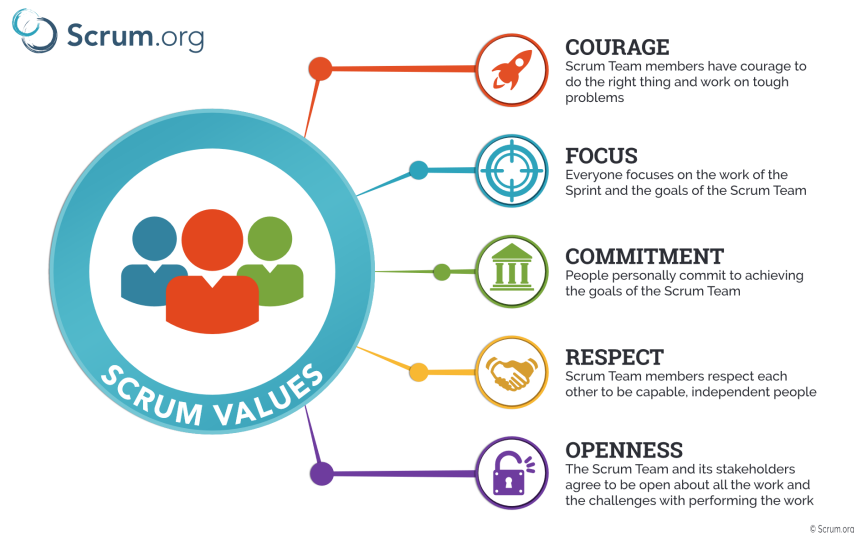 Scrum.org
COURAGE
Scrum Team members have courage to
do the right thing and work on tough
problems
FOCUS
Everyone focuses on the work of the
Sprint and the goals of the Scrum Team
COMMITMENT
People personally commit to achieving
the goals of the Scrum Team
RESPECT
Scrum Team members respect each
other to be capable, independent people
OPENNESS
The Scrum Team and its stakeholders
agree to be open about all the work and
the challenges with performing the work
SCRUM VALUES
© Scrum.org